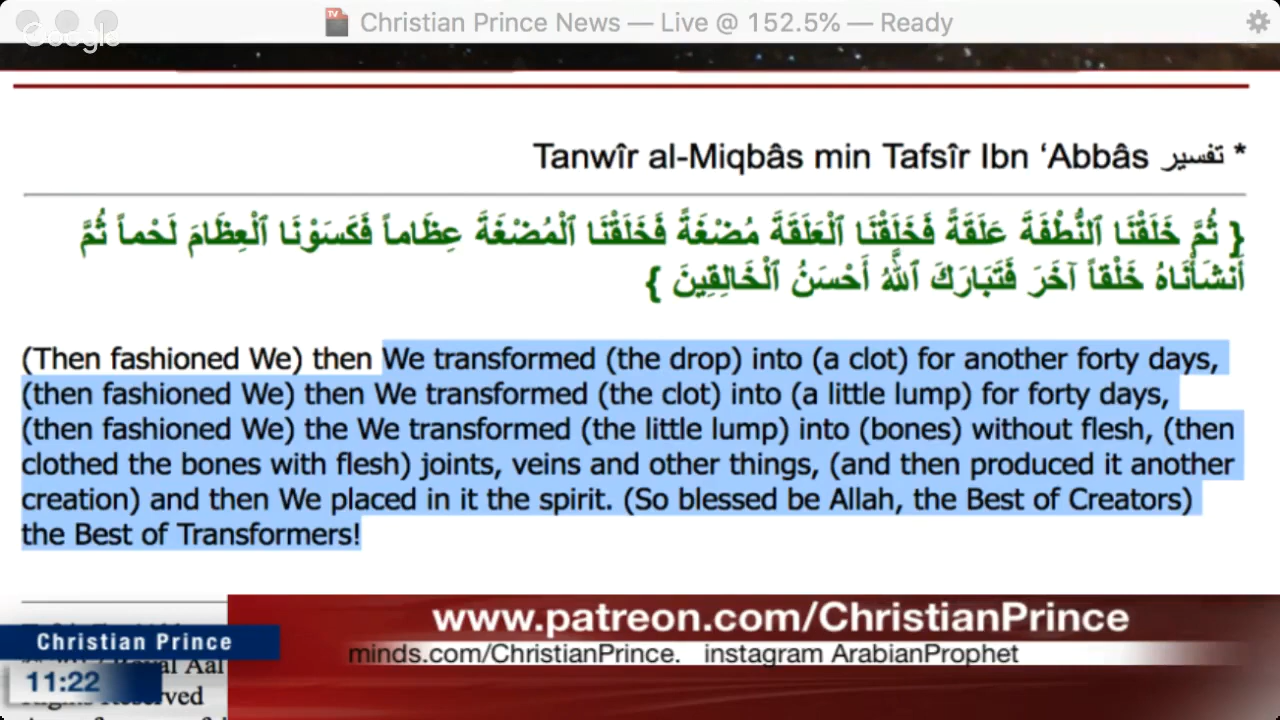 Google
TV
Christian Prince News — Live @ 152.5% — Ready
Tanwîr al-Miqbâs min Tafsîr Ibn ‘Abbâs تفسير *
{ ثُمَّ خَلَقْنَا ٱلنُّطْفَةَ عَلَقَةً فَخَلَقْنَا ٱلْعَلَقَةَ مُضْغَةً فَخَلَقْنَا ٱلْمُضْغَةَ عِظَاماً فَكَسَوْنَا ٱلْعِظَامَ لَحْماً ثُمَّ
أَنشَأْنَاهُ خَلْقاً آخَرَ فَتَبَارَكَ ٱللَّهُ أَحْسَنُ ٱلْخَالِقِينَ }
(Then fashioned We) then We transformed (the drop) into (a clot) for another forty days,
(then fashioned We) then We transformed (the clot) into (a little lump) for forty days,
(then fashioned We) the We transformed (the little lump) into (bones) without flesh, (then
clothed the bones with flesh) joints, veins and other things, (and then produced it another
creation) and then We placed in it the spirit. (So blessed be Allah, the Best of Creators)
the Best of Transformers!
www.patreon.com/ChristianPrince
Christian Prince
minds.com/ChristianPrince. instagram ArabianProphet
Aal
11:22